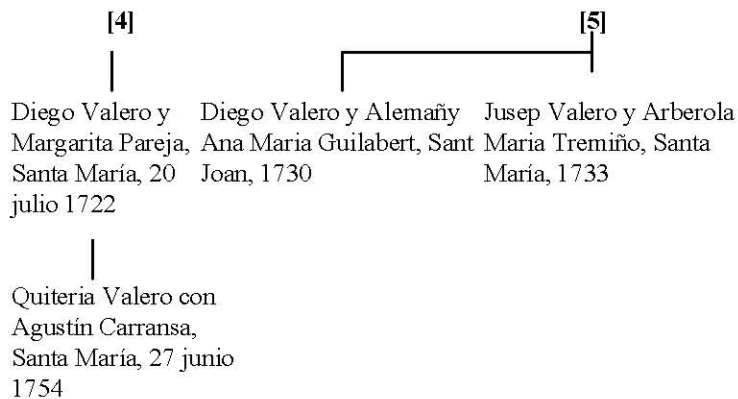 [4]
[5]
Diego Valero y
Margarita Pareja,
Santa María, 20
julio 1722
Diego Valero y Alemañy
Ana Maria Guilabert, Sant
Joan, 1730
Jusep Valero y Arberola
Maria Tremiño, Santa
María, 1733
Quiteria Valero con
Agustín Carransa,
Santa María, 27 junio
1754